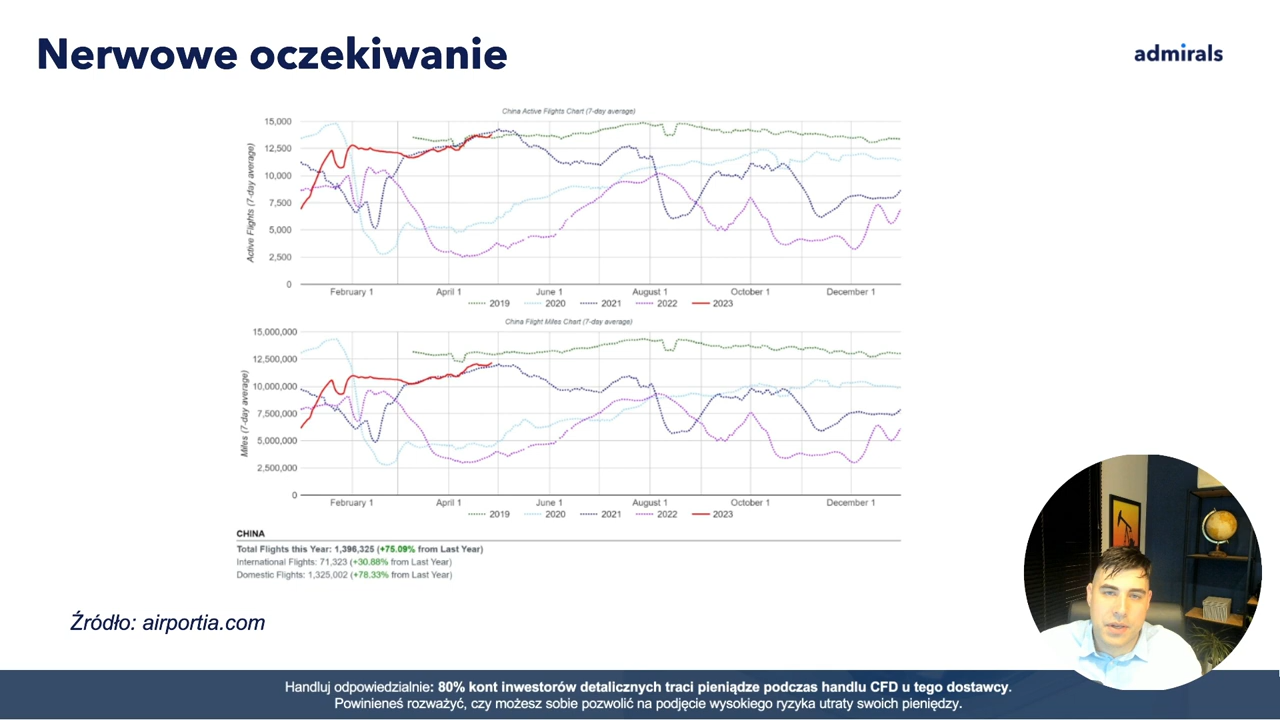 Nerwowe oczekiwanie
admirals
China Active Flights Chart (7-day average)
Active Flights (7-day average)
15,000
12,500
10,000
7,500
5,000
2,500
0
February 1 April 1 June 1 August 1 October 1 December 1
2019 2020 2021 2022 2023
China Flight Miles Chart (7-day average)
Miles (7-day average)
15,000,000
12,500,000
10,000,000
7,500,000
5,000,000
2,500,000
0
February 1 April 1 June 1 August 1 October 1 December 1
2019 2020 2021 2022 2023
CHINA
Total Flights this Year: 1,396,325 (+75.09% from Last Year)
International Flights: 71,323 (+30.88% from Last Year)
Domestic Flights: 1,325,002 (+78.33% from Last Year)
Źródło: airportia.com
Handluj odpowiedzialnie: 80% kont inwestorów detalicznych traci pieniądze podczas handlu CFD u tego dostawcy.
Powinieneś rozważyć, czy możesz sobie pozwolić na podjęcie wysokiego ryzyka utraty swoich pieniędzy.